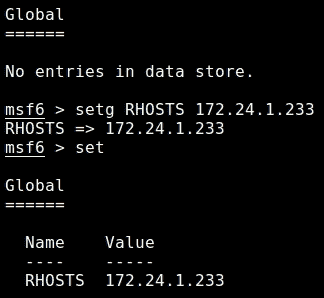 Global
======
No entries in data store.
msf6 > setg RHOSTS 172.24.1.233
RHOSTS => 172.24.1.233
msf6 > set
Global
======
Name    Value
----    -----
RHOSTS  172.24.1.233